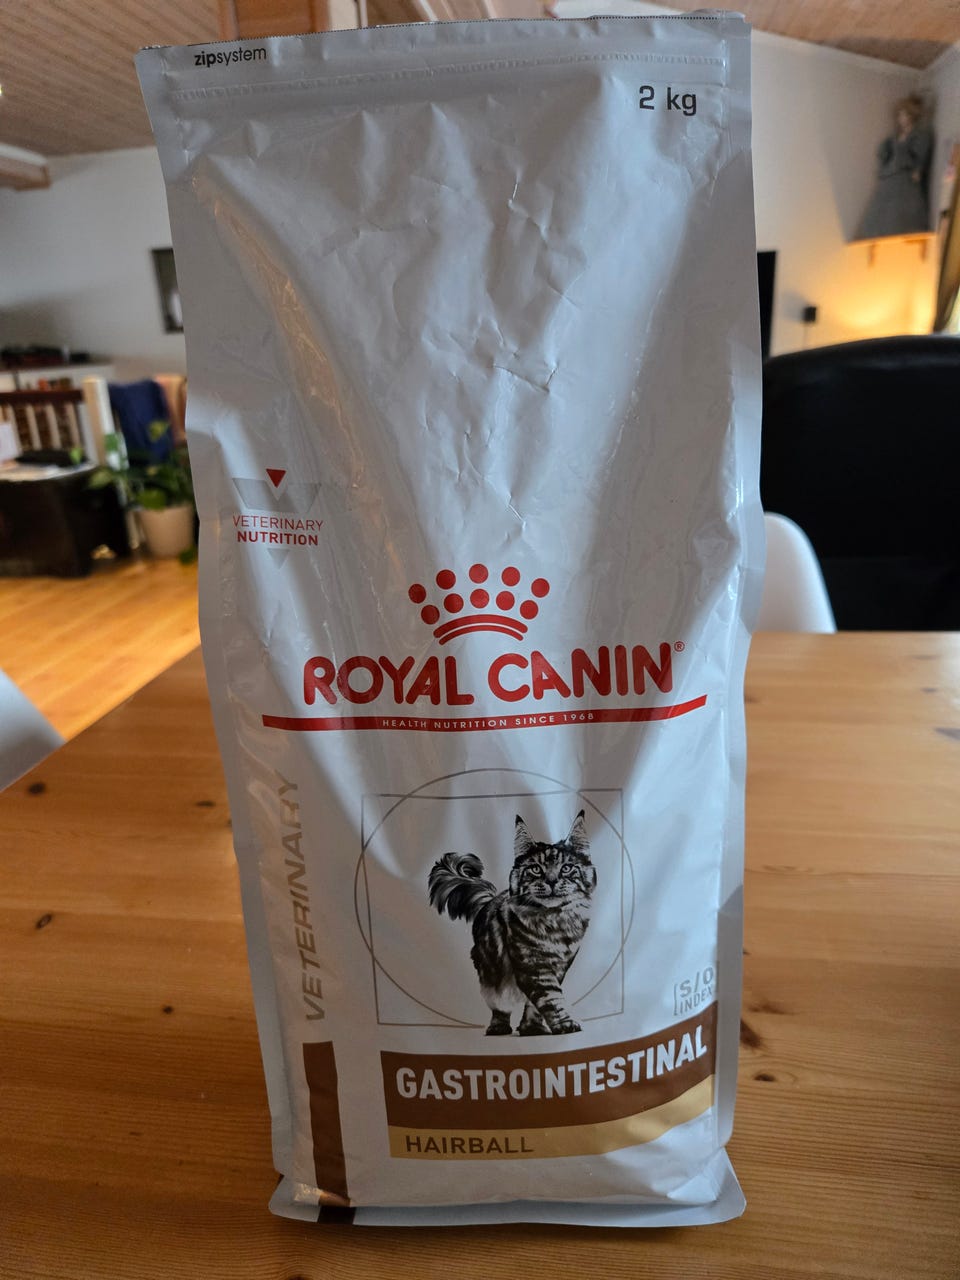 zipsystem
2 kg
VETERINARY
NUTRITION
ROYAL CANIN®
HEALTH NUTRITION SINCE 1968
VETERINARY
S/O
INDEX
GASTROINTESTINAL
HAIRBALL